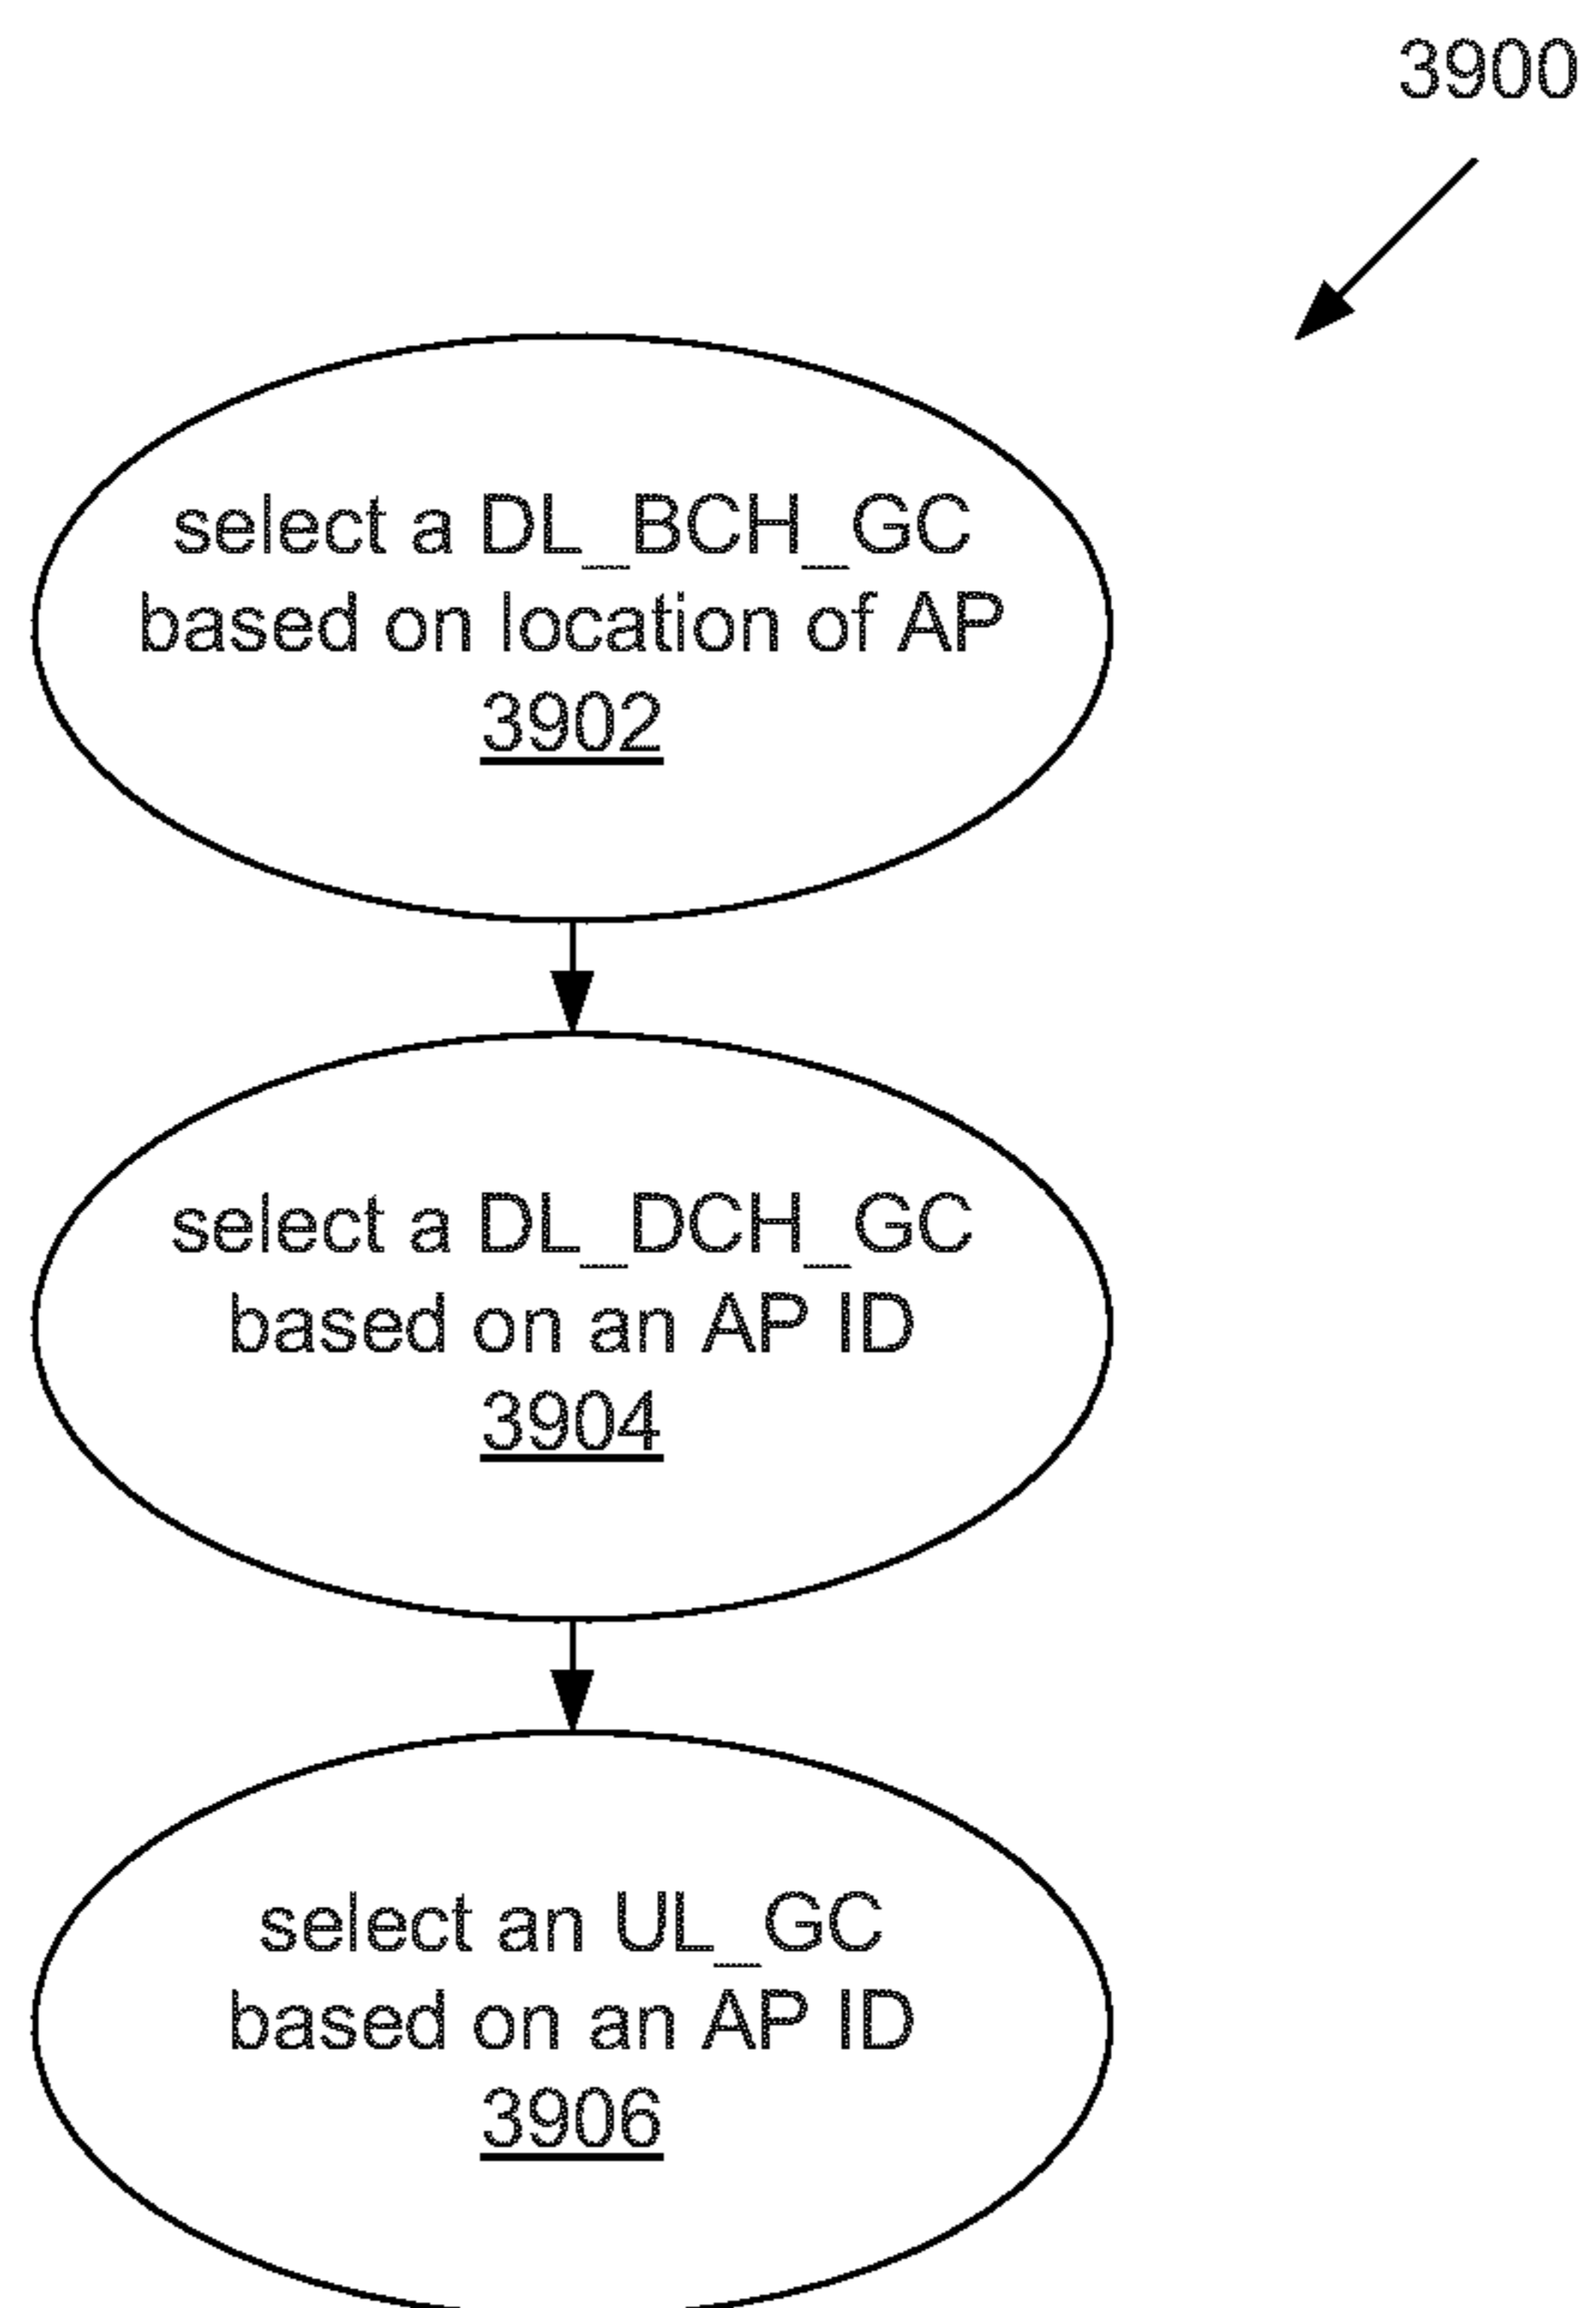 3900
select a DL_BCH_GC
based on location of AP
3902
select a DL_DCH_GC
based on an AP ID
3904
select an UL_GC
based on an AP ID
3906